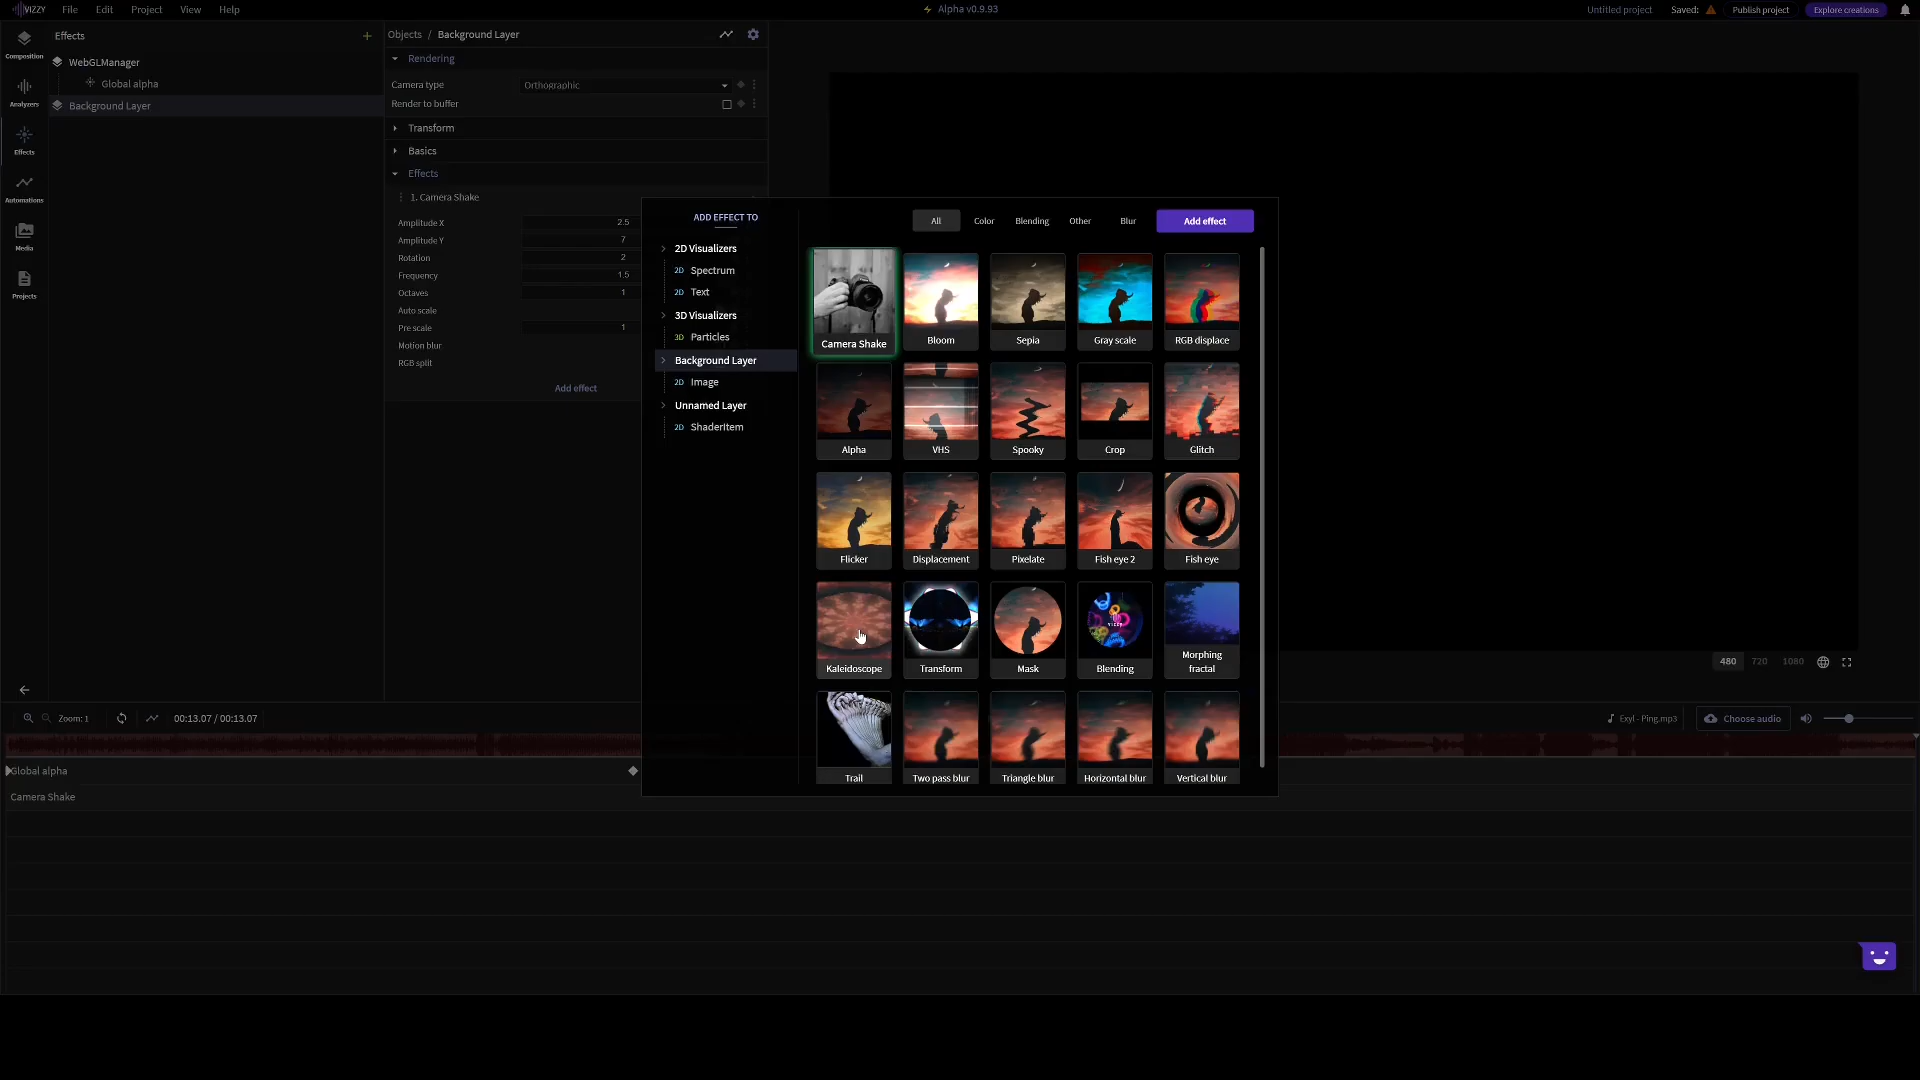 VIZZY File Edit Project View Help Alpha v0.9.93 Untitled project Saved: Publish project Explore creations
Composition
Analyzers
Effects
Automations
Media
Projects
Effects +
WebGLManager
Global alpha
Background Layer
Objects / Background Layer
Rendering
Camera type Orthographic
Render to buffer
Transform
Basics
Effects
1. Camera Shake
Amplitude X 2.5
Amplitude Y 7
Rotation 2
Frequency 1.5
Octaves 1
Auto scale
Pre scale 1
Motion blur
RGB split
Add effect
ADD EFFECT TO
2D Visualizers
2D Spectrum
2D Text
3D Visualizers
3D Particles
Background Layer
2D Image
Unnamed Layer
2D ShaderItem
All Color Blending Other Blur Add effect
Camera Shake Bloom Sepia Gray scale RGB displace
Alpha VHS Spooky Crop Glitch
Flicker Displacement Pixelate Fish eye 2 Fish eye
Kaleidoscope Transform Mask Blending Morphing
fractal
Trail Two pass blur Triangle blur Horizontal blur Vertical blur
480 720 1080
Zoom: 1 00:13.07 / 00:13.07 Exyl - Ping.mp3 Choose audio
Global alpha
Camera Shake